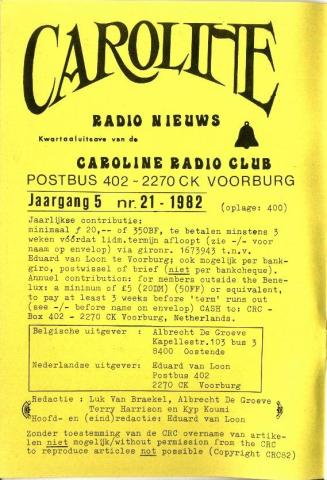 CAROLINE
RADIO NIEUWS
Kwartaaluitgave van de
CAROLINE RADIO CLUB
POSTBUS 402 - 2270 CK VOORBURG
Jaargang 5 nr. 21 - 1982 (oplage: 400)
Jaarlijkse contributie:
minimaal ƒ 20,-- of 350BF, te betalen minstens 3
weken vóórdat lidm.termijn afloopt (zie -/- voor
naam op envelop) via gironr. 1673943 t.n.v.
Eduard van Loon te Voorburg; ook mogelijk per bank-
giro, postwissel of brief (niet per bankcheque).
Annuel contribution: for members outside the Bene-
lux: a minimum of £5 (20DM) (50FF) or equivalent,
to pay at least 3 weeks before 'term' runs out
(see -/- before name on envelop) CASH to: CRC -
Box 402 - 2270 CK Voorburg, Netherlands.
Belgische uitgever : Albrecht De Groeve
Kapellestr.103 bus 3
8400 Oostende
Nederlandse uitgever: Eduard van Loon
Postbus 402
2270 CK Voorburg
Redactie : Luk Van Braekel, Albrecht De Groeve
Terry Harrison en Kyp Koumi
Hoofd- en (eind)redactie: Eduard van Loon
Zonder toestemming van de CRC overname van artike-
len niet mogelijk/without permission from the CRC
to reproduce articles not possible (Copyright CRC82)